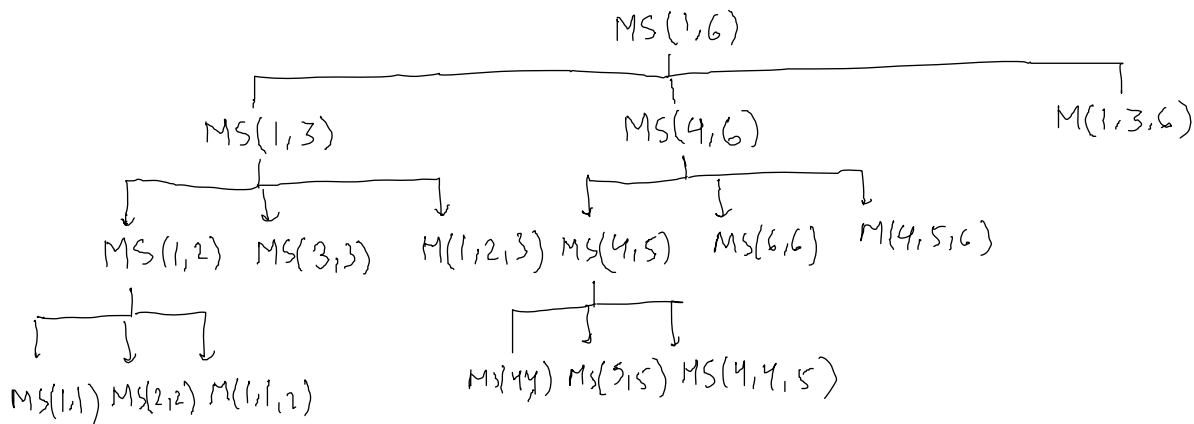 MS(1,6)
MS(1,3) MS(4,6) M(1,3,6)
MS(1,2) MS(3,3) M(1,2,3) MS(4,5) MS(6,6) M(4,5,6)
MS(1,1) MS(2,2) M(1,1,2) MS(4,4) MS(5,5) MS(4,4,5)